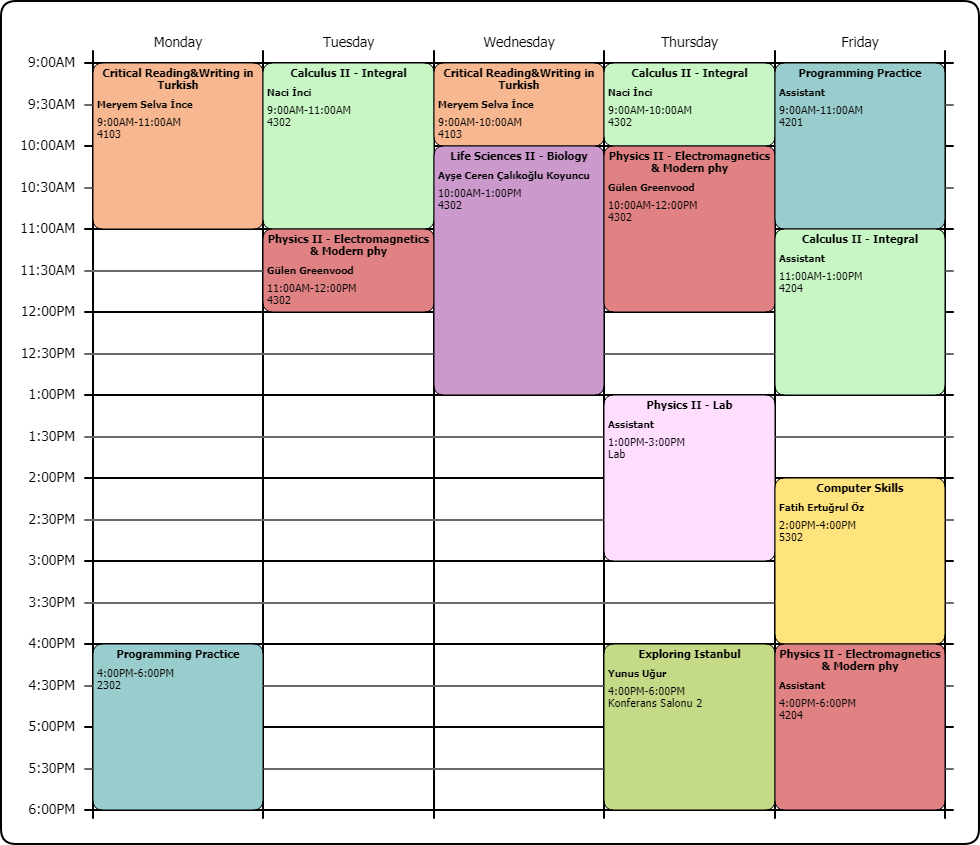 Monday
Tuesday
Wednesday
Thursday
Friday
9:00AM
9:30AM
10:00AM
10:30AM
11:00AM
11:30AM
12:00PM
12:30PM
1:00PM
1:30PM
2:00PM
2:30PM
3:00PM
3:30PM
4:00PM
4:30PM
5:00PM
5:30PM
6:00PM
Critical Reading&Writing in
Turkish
Meryem Selva İnce
9:00AM-11:00AM
4103
Programming Practice
4:00PM-6:00PM
2302
Calculus II - Integral
Naci İnci
9:00AM-11:00AM
4302
Physics II - Electromagnetics
& Modern phy
Gülen Greenvood
11:00AM-12:00PM
4302
Critical Reading&Writing in
Turkish
Meryem Selva İnce
9:00AM-10:00AM
4103
Life Sciences II - Biology
Ayşe Ceren Çalıkoğlu Koyuncu
10:00AM-1:00PM
4302
Calculus II - Integral
Naci İnci
9:00AM-10:00AM
4302
Physics II - Electromagnetics
& Modern phy
Gülen Greenvood
10:00AM-12:00PM
4302
Physics II - Lab
Assistant
1:00PM-3:00PM
Lab
Exploring Istanbul
Yunus Uğur
4:00PM-6:00PM
Konferans Salonu 2
Programming Practice
Assistant
9:00AM-11:00AM
4201
Calculus II - Integral
Assistant
11:00AM-1:00PM
4204
Computer Skills
Fatih Ertuğrul Öz
2:00PM-4:00PM
5302
Physics II - Electromagnetics
& Modern phy
Assistant
4:00PM-6:00PM
4204